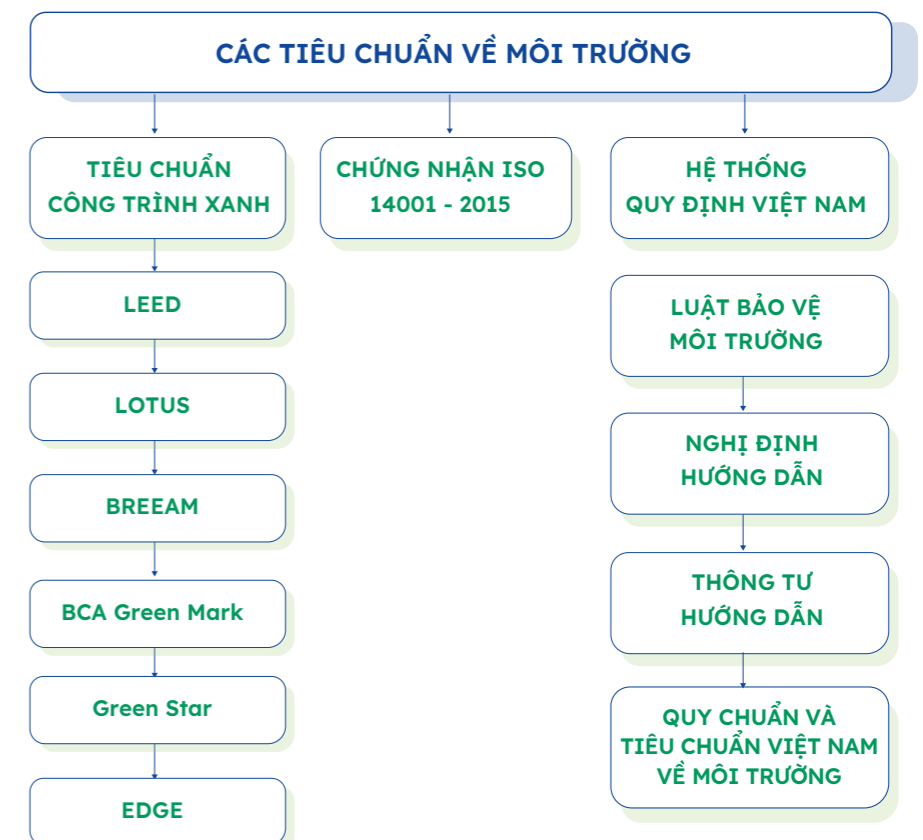 CÁC TIÊU CHUẨN VỀ MÔI TRƯỜNG
TIÊU CHUẨN
CÔNG TRÌNH XANH
CHỨNG NHẬN ISO
14001 - 2015
HỆ THỐNG
QUY ĐỊNH VIỆT NAM
LEED
LOTUS
BREEAM
BCA Green Mark
Green Star
EDGE
LUẬT BẢO VỆ
MÔI TRƯỜNG
NGHỊ ĐỊNH
HƯỚNG DẪN
THÔNG TƯ
HƯỚNG DẪN
QUY CHUẨN VÀ
TIÊU CHUẨN VIỆT NAM
VỀ MÔI TRƯỜNG